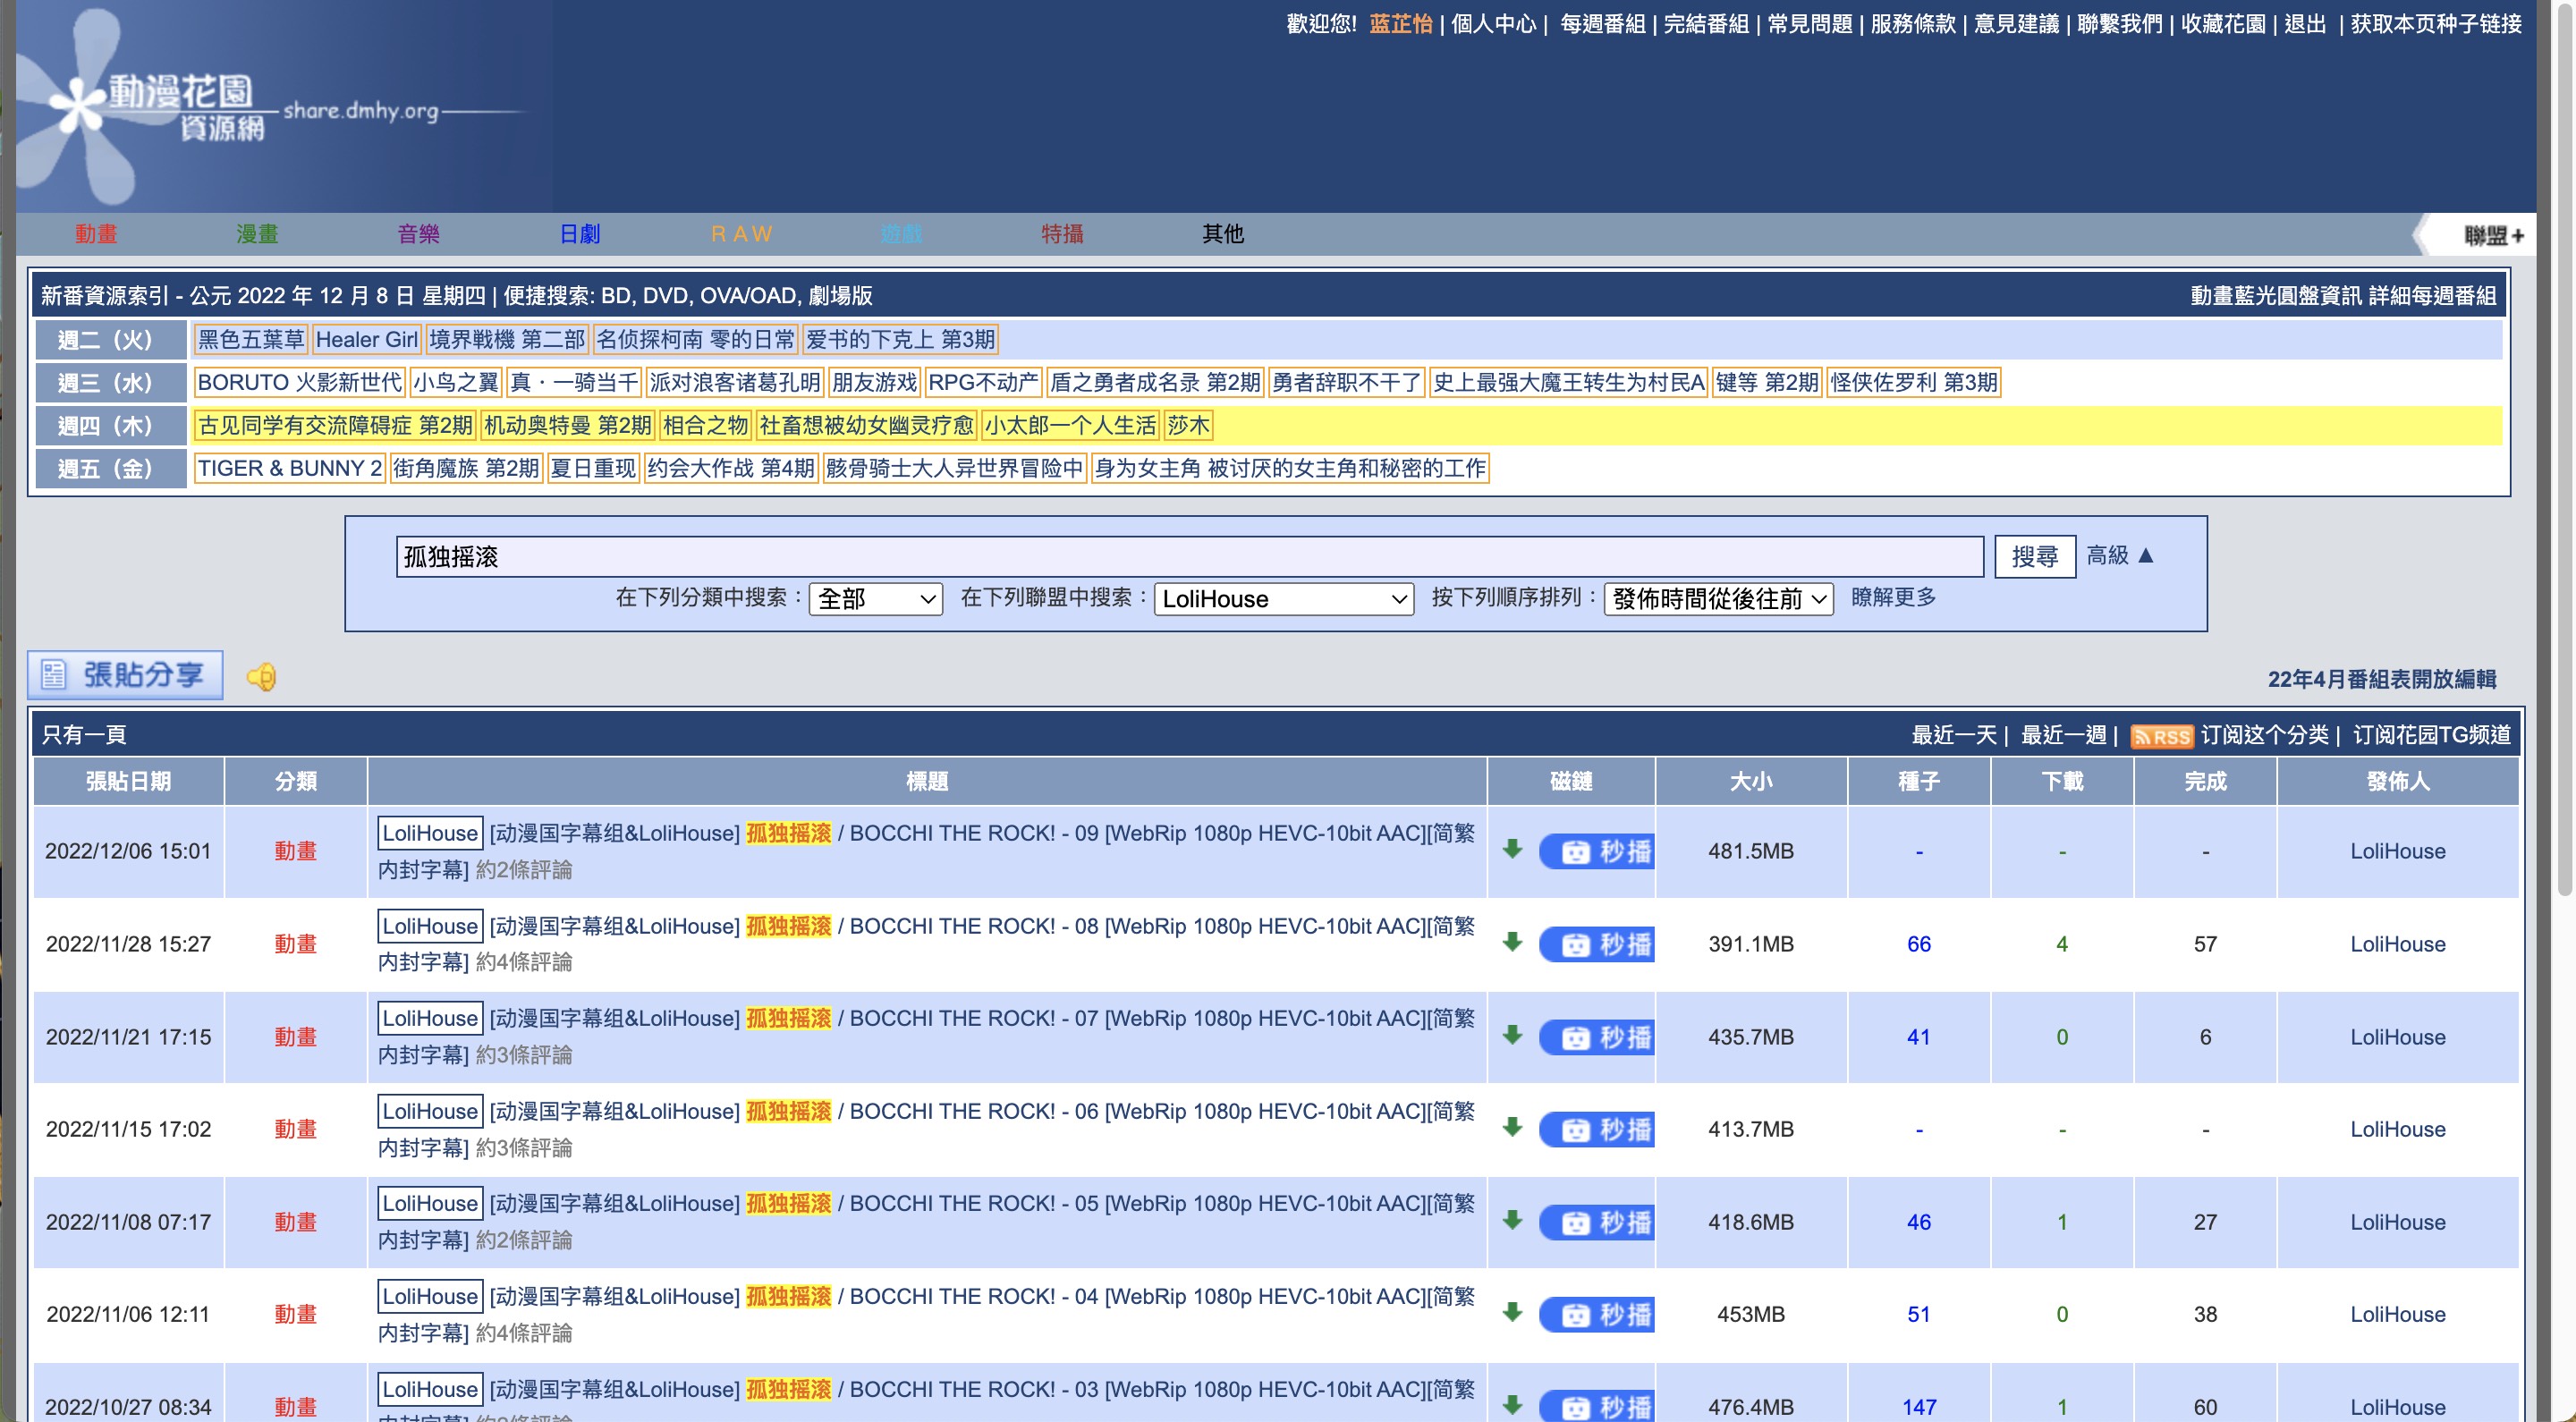 歡迎您! 蓝芷怡 | 個人中心 | 每週番組 | 完結番組 | 常見問題 | 服務條款 | 意見建議 | 聯繫我們 | 收藏花園 | 退出 | 获取本页种子链接
動漫花園
資源網
share.dmhy.org
動畫 漫畫 音樂 日劇 RAW 遊戲 特攝 其他 聯盟+
新番資源索引 - 公元 2022 年 12 月 8 日 星期四 | 便捷搜索: BD, DVD, OVA/OAD, 劇場版 動畫藍光圓盤資訊 詳細每週番組
週二（火） 黑色五葉草 Healer Girl 境界戦機 第二部 名侦探柯南 零的日常 爱书的下克上 第3期
週三（水） BORUTO 火影新世代 小鸟之翼 真・一骑当千 派对浪客诸葛孔明 朋友游戏 RPG不动产 盾之勇者成名录 第2期 勇者辞职不干了 史上最强大魔王转生为村民A 键等 第2期 怪侠佐罗利 第3期
週四（木） 古见同学有交流障碍症 第2期 机动奥特曼 第2期 相合之物 社畜想被幼女幽灵疗愈 小太郎一个人生活 莎木
週五（金） TIGER & BUNNY 2 街角魔族 第2期 夏日重现 约会大作战 第4期 骸骨骑士大人异世界冒险中 身为女主角 被讨厌的女主角和秘密的工作
孤独摇滚 搜尋 高級 ▲
在下列分類中搜索： 全部 在下列聯盟中搜索： LoliHouse 按下列順序排列： 發佈時間從後往前 瞭解更多
張貼分享 22年4月番組表開放編輯
只有一頁 最近一天 | 最近一週 | RSS 订阅这个分类 | 订阅花园TG频道
張貼日期 分類 標題 磁鏈 大小 種子 下載 完成 發佈人
2022/12/06 15:01 動畫 LoliHouse [动漫国字幕组&LoliHouse] 孤独摇滚 / BOCCHI THE ROCK! - 09 [WebRip 1080p HEVC-10bit AAC][简繁 秒播 481.5MB - - - LoliHouse
内封字幕] 約2條評論
2022/11/28 15:27 動畫 LoliHouse [动漫国字幕组&LoliHouse] 孤独摇滚 / BOCCHI THE ROCK! - 08 [WebRip 1080p HEVC-10bit AAC][简繁 秒播 391.1MB 66 4 57 LoliHouse
内封字幕] 約4條評論
2022/11/21 17:15 動畫 LoliHouse [动漫国字幕组&LoliHouse] 孤独摇滚 / BOCCHI THE ROCK! - 07 [WebRip 1080p HEVC-10bit AAC][简繁 秒播 435.7MB 41 0 6 LoliHouse
内封字幕] 約3條評論
2022/11/15 17:02 動畫 LoliHouse [动漫国字幕组&LoliHouse] 孤独摇滚 / BOCCHI THE ROCK! - 06 [WebRip 1080p HEVC-10bit AAC][简繁 秒播 413.7MB - - - LoliHouse
内封字幕] 約3條評論
2022/11/08 07:17 動畫 LoliHouse [动漫国字幕组&LoliHouse] 孤独摇滚 / BOCCHI THE ROCK! - 05 [WebRip 1080p HEVC-10bit AAC][简繁 秒播 418.6MB 46 1 27 LoliHouse
内封字幕] 約2條評論
2022/11/06 12:11 動畫 LoliHouse [动漫国字幕组&LoliHouse] 孤独摇滚 / BOCCHI THE ROCK! - 04 [WebRip 1080p HEVC-10bit AAC][简繁 秒播 453MB 51 0 38 LoliHouse
内封字幕] 約4條評論
2022/10/27 08:34 動畫 LoliHouse [动漫国字幕组&LoliHouse] 孤独摇滚 / BOCCHI THE ROCK! - 03 [WebRip 1080p HEVC-10bit AAC][简繁 秒播 476.4MB 147 1 60 LoliHouse